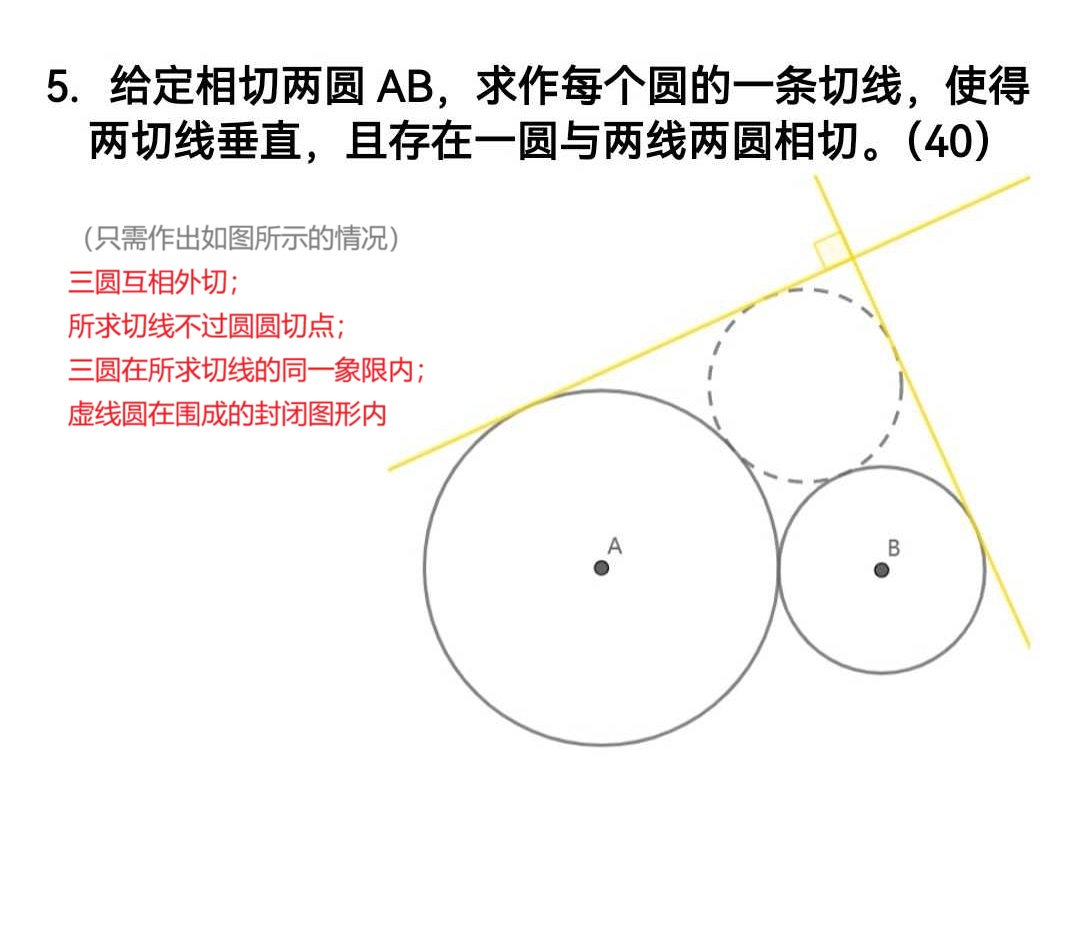 5. 给定相切两圆 AB，求作每个圆的一条切线，使得
两切线垂直，且存在一圆与两线两圆相切。（40）
（只需作出如图所示的情况）
三圆互相外切；
所求切线不过圆圆切点；
三圆在所求切线的同一象限内；
虚线圆在围成的封闭图形内
A
B